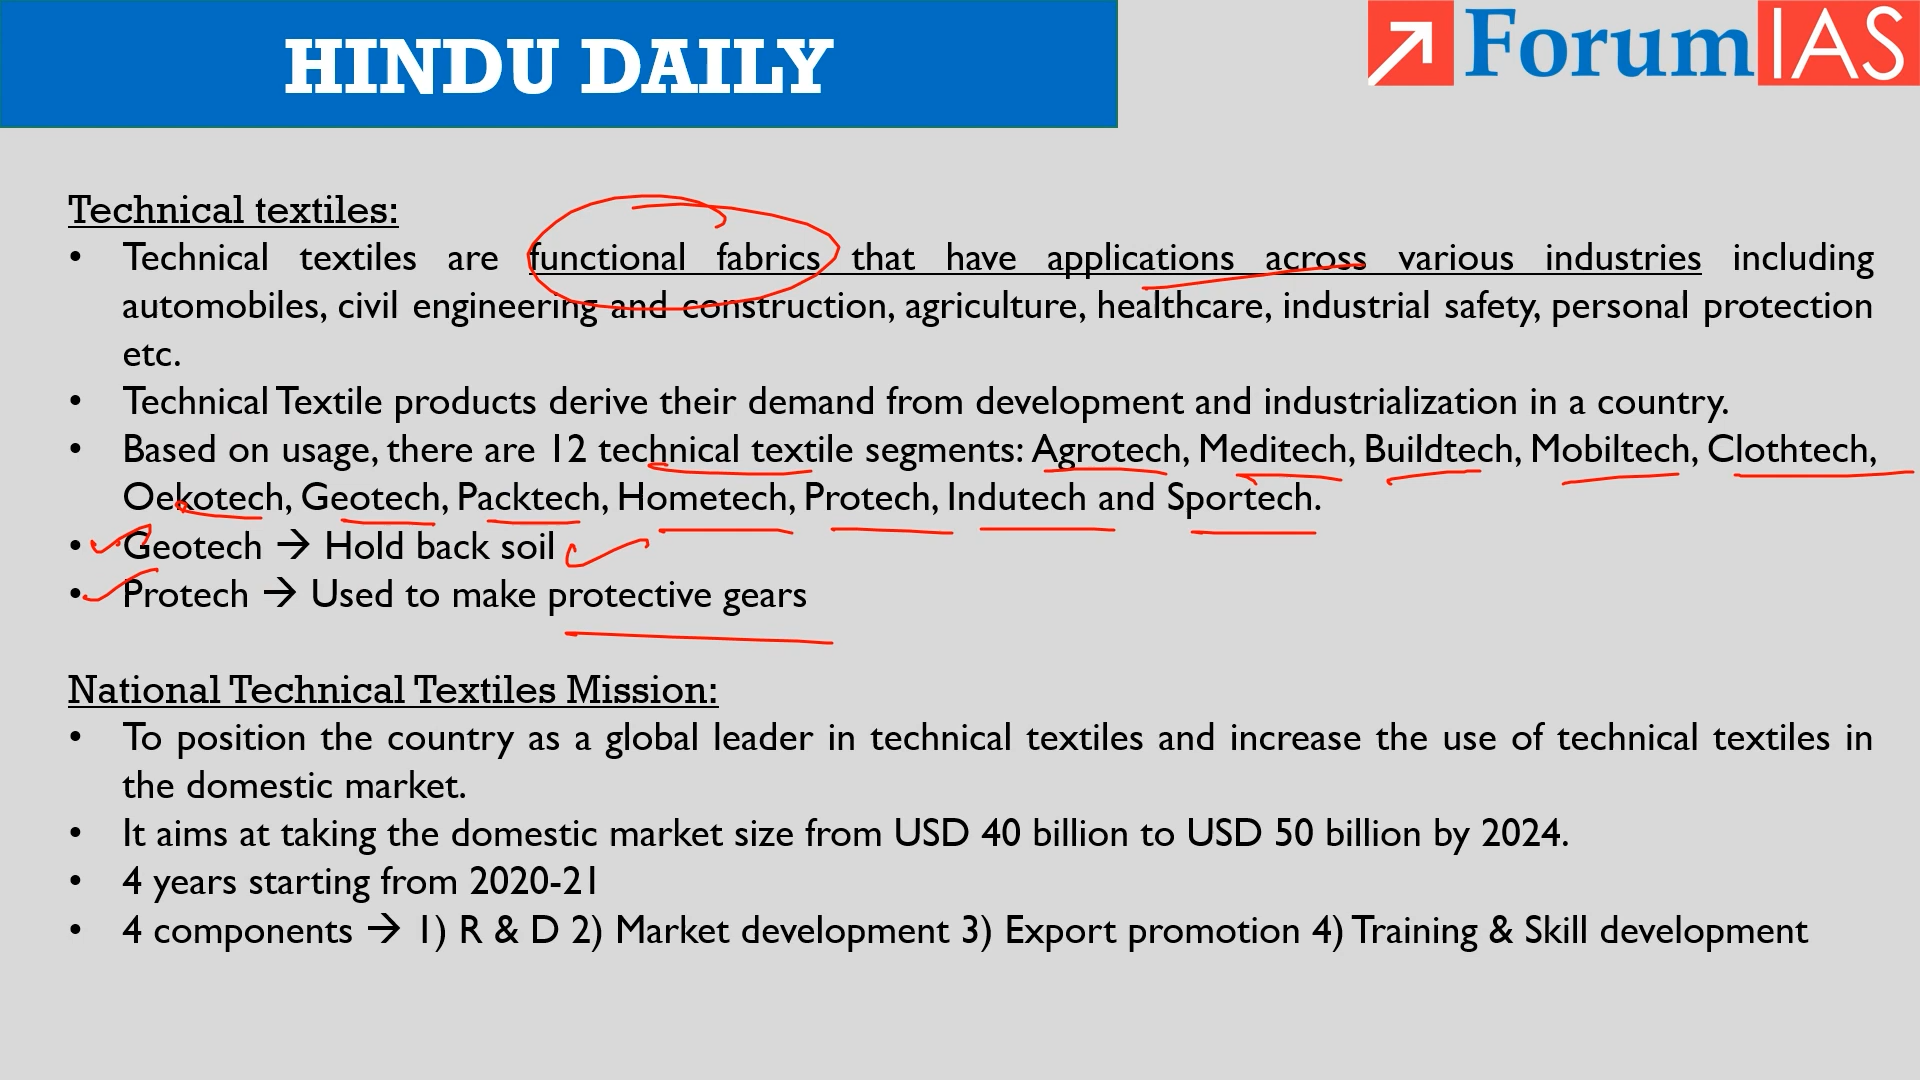 HINDU DAILY
ForumIAS
Technical textiles:
• Technical textiles are functional fabrics that have applications across various industries including
automobiles, civil engineering and construction, agriculture, healthcare, industrial safety, personal protection
etc.
• Technical Textile products derive their demand from development and industrialization in a country.
• Based on usage, there are 12 technical textile segments: Agrotech, Meditech, Buildtech, Mobiltech, Clothtech,
Oekotech, Geotech, Packtech, Hometech, Protech, Indutech and Sportech.
• Geotech → Hold back soil
• Protech → Used to make protective gears
National Technical Textiles Mission:
• To position the country as a global leader in technical textiles and increase the use of technical textiles in
the domestic market.
• It aims at taking the domestic market size from USD 40 billion to USD 50 billion by 2024.
• 4 years starting from 2020-21
• 4 components → 1) R & D 2) Market development 3) Export promotion 4) Training & Skill development